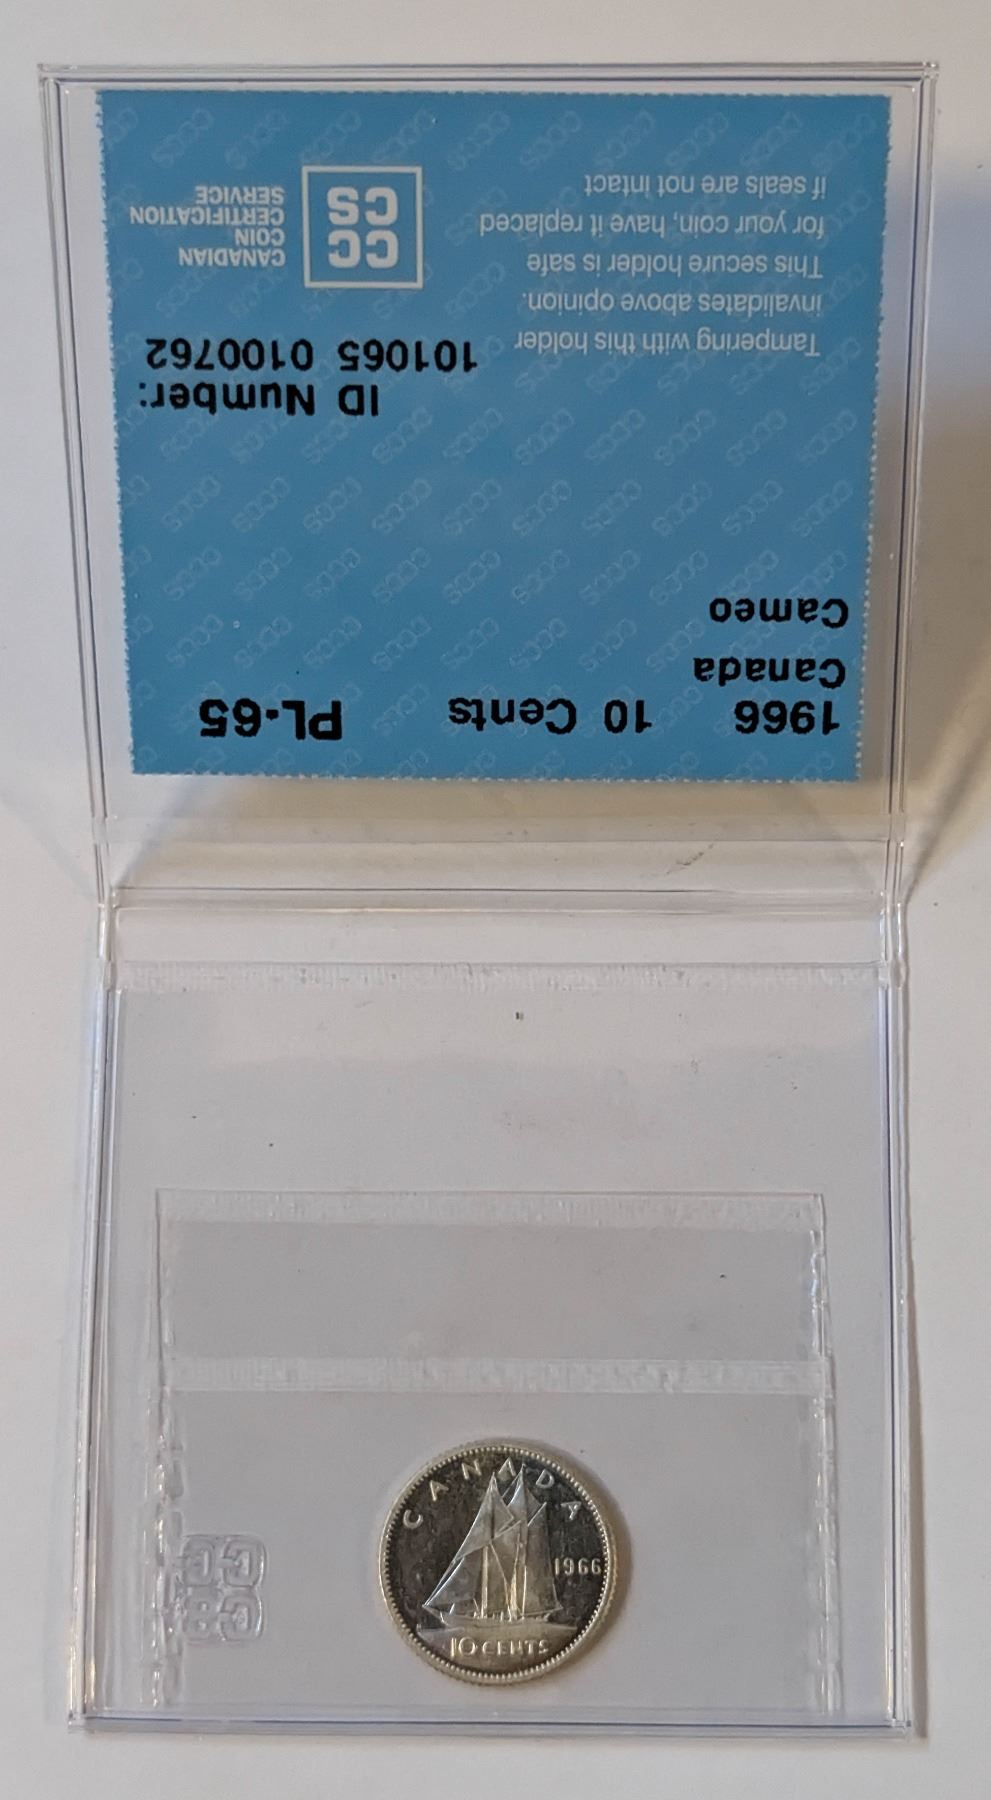 1966 10 Cents PL-65
Canada
Cameo
ID Number:
101065 0100762
Tampering with this holder
invalidates above opinion.
This secure holder is safe
for your coin, have it replaced
if seals are not intact
CC
CS
CANADIAN
COIN
CERTIFICATION
SERVICE
CANADA
1966
10 CENTS